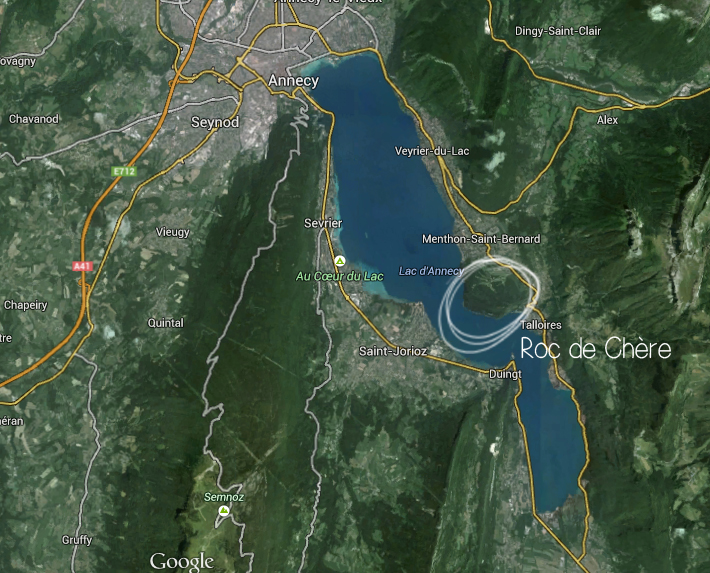 Annecy-le-Vieux
Dingy-Saint-Clair
ovagny
Annecy
Chavanod
Seynod
Alex
Veyrier-du-Lac
E712
Sevrier
Vieugy
Menthon-Saint-Bernard
A41
Au Cœur du Lac
Lac d'Annecy
Chapeiry
Quintal
Talloires
tre
Saint-Jorioz
Roc de Chère
Duingt
éran
Semnoz
Gruffy
Google